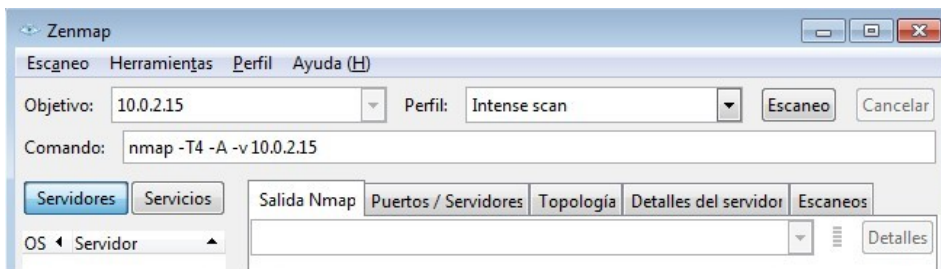 Zenmap
Escaneo Herramientas Perfil Ayuda (H)
Objetivo: 10.0.2.15 Perfil: Intense scan Escaneo Cancelar
Comando: nmap -T4 -A -v 10.0.2.15
Servidores Servicios Salida Nmap Puertos / Servidores Topología Detalles del servidor Escaneos
OS Servidor Detalles